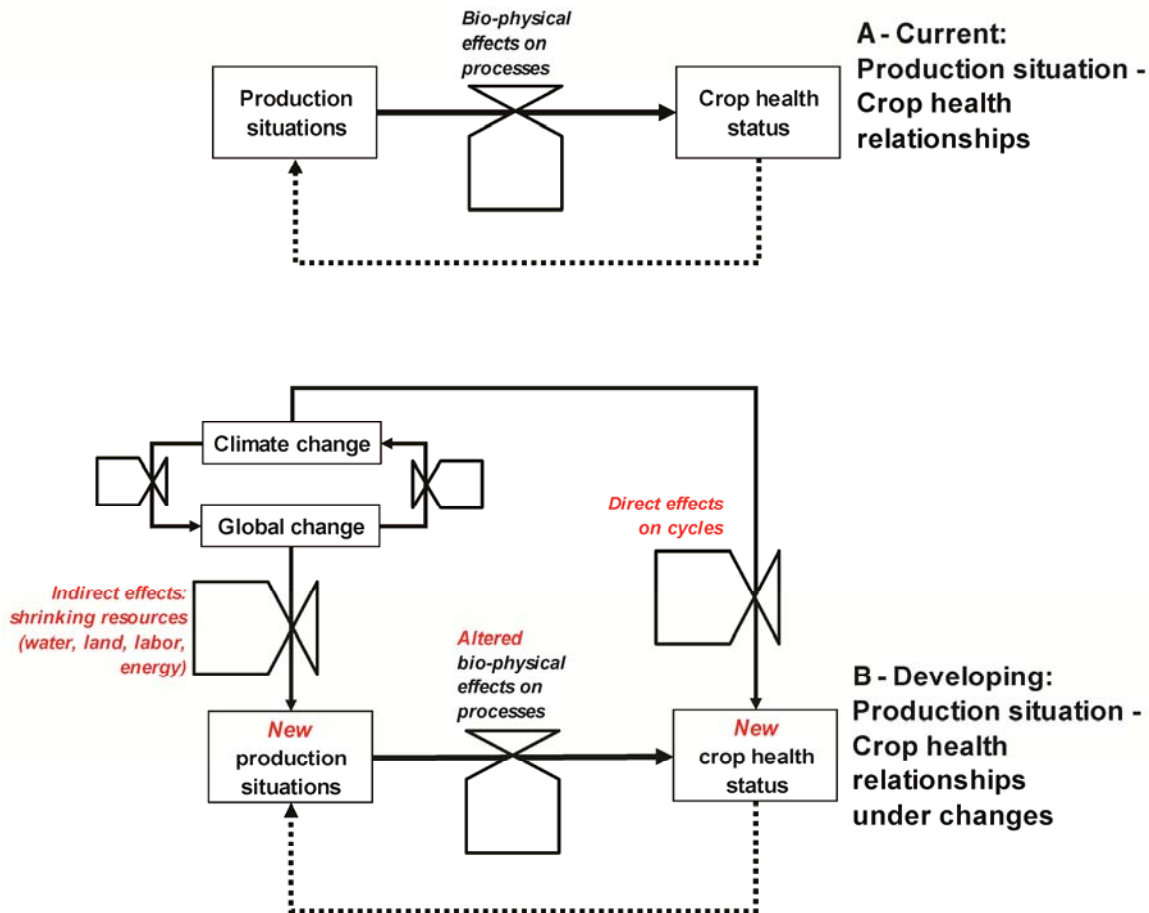 Bio-physical
effects on
processes
A - Current:
Production situation -
Crop health
relationships
Production
situations
Crop health
status
Climate change
Global change
Direct effects
on cycles
Indirect effects:
shrinking resources
(water, land, labor,
energy)
Altered
bio-physical
effects on
processes
B - Developing:
Production situation -
Crop health
relationships
under changes
New
production
situations
New
crop health
status